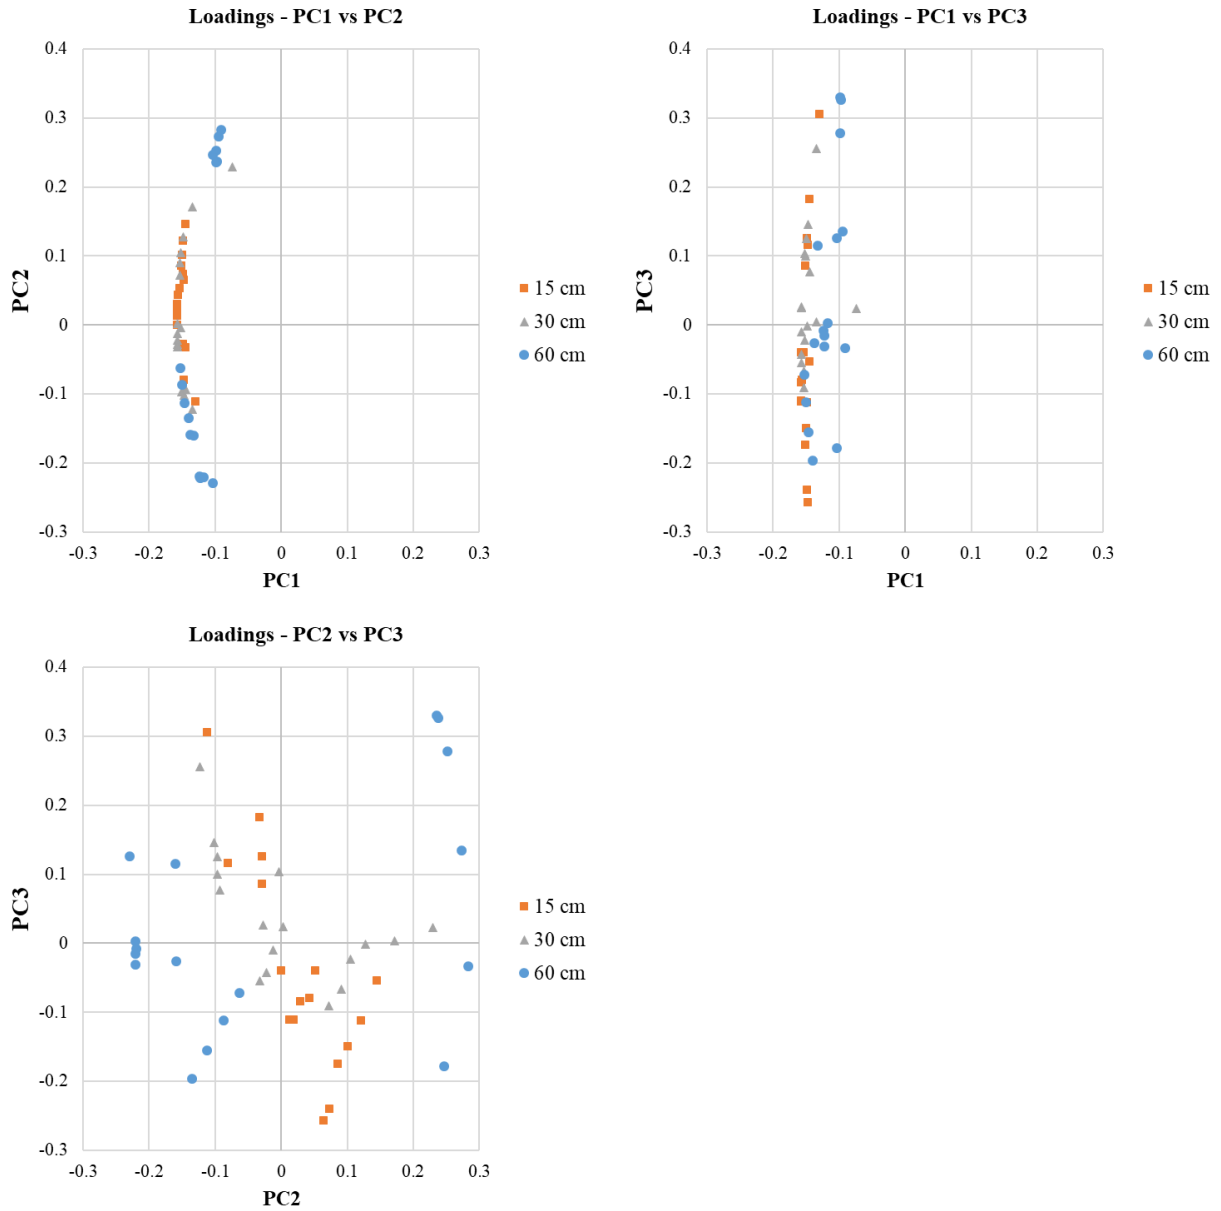 Loadings - PC1 vs PC2
0.4
0.3
0.2
0.1
0
-0.1
-0.2
-0.3
PC2
-0.3 -0.2 -0.1 0 0.1 0.2 0.3
PC1
15 cm
30 cm
60 cm
Loadings - PC1 vs PC3
0.4
0.3
0.2
0.1
0
-0.1
-0.2
-0.3
PC3
-0.3 -0.2 -0.1 0 0.1 0.2 0.3
PC1
15 cm
30 cm
60 cm
Loadings - PC2 vs PC3
0.4
0.3
0.2
0.1
0
-0.1
-0.2
-0.3
PC3
-0.3 -0.2 -0.1 0 0.1 0.2 0.3
PC2
15 cm
30 cm
60 cm